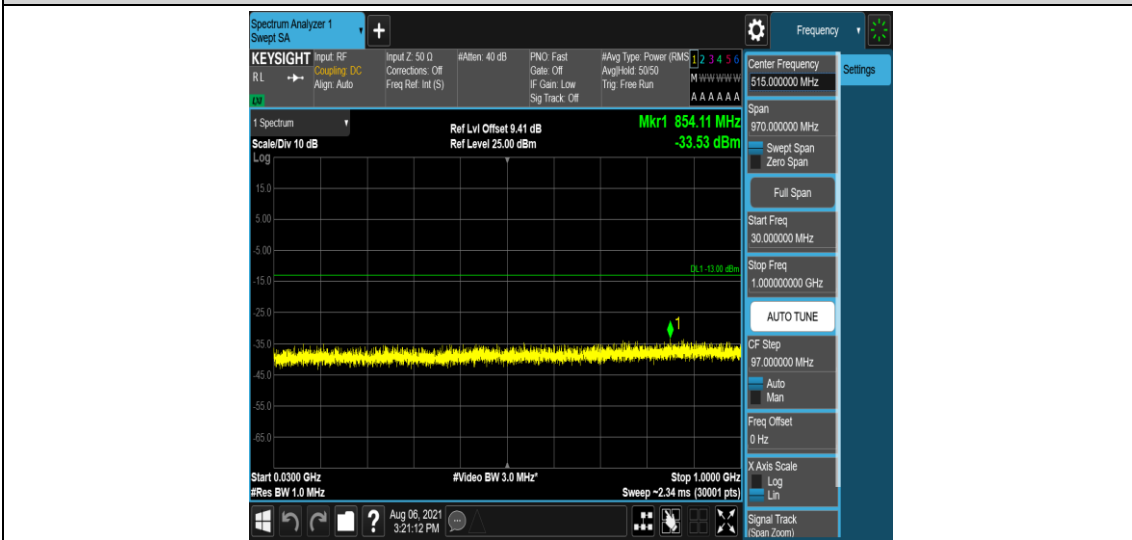 Spectrum Analyzer 1
Swept SA
+
Frequency
KEYSIGHT
RL
LXI
Input: RF
Coupling: DC
Align: Auto
Input Z: 50 Ω
Corrections: Off
Freq Ref: Int (S)
#Atten: 40 dB
PNO: Fast
Gate: Off
IF Gain: Low
Sig Track: Off
#Avg Type: Power (RMS
Avg|Hold: 50/50
Trig: Free Run
1 2 3 4 5 6
M W W W W W
A A A A A A
1 Spectrum
Scale/Div 10 dB
Log
Ref Lvl Offset 9.41 dB
Ref Level 25.00 dBm
Mkr1 854.11 MHz
-33.53 dBm
15.0
5.00
-5.00
DL1 -13.00 dBm
-15.0
-25.0
1
-35.0
-45.0
-55.0
-65.0
Start 0.0300 GHz
#Res BW 1.0 MHz
#Video BW 3.0 MHz*
Stop 1.0000 GHz
Sweep ~2.34 ms (30001 pts)
?
Aug 06, 2021
3:21:12 PM
Center Frequency
515.000000 MHz
Settings
Span
970.000000 MHz
Swept Span
Zero Span
Full Span
Start Freq
30.000000 MHz
Stop Freq
1.000000000 GHz
AUTO TUNE
CF Step
97.000000 MHz
Auto
Man
Freq Offset
0 Hz
X Axis Scale
Log
Lin
Signal Track
(Span Zoom)